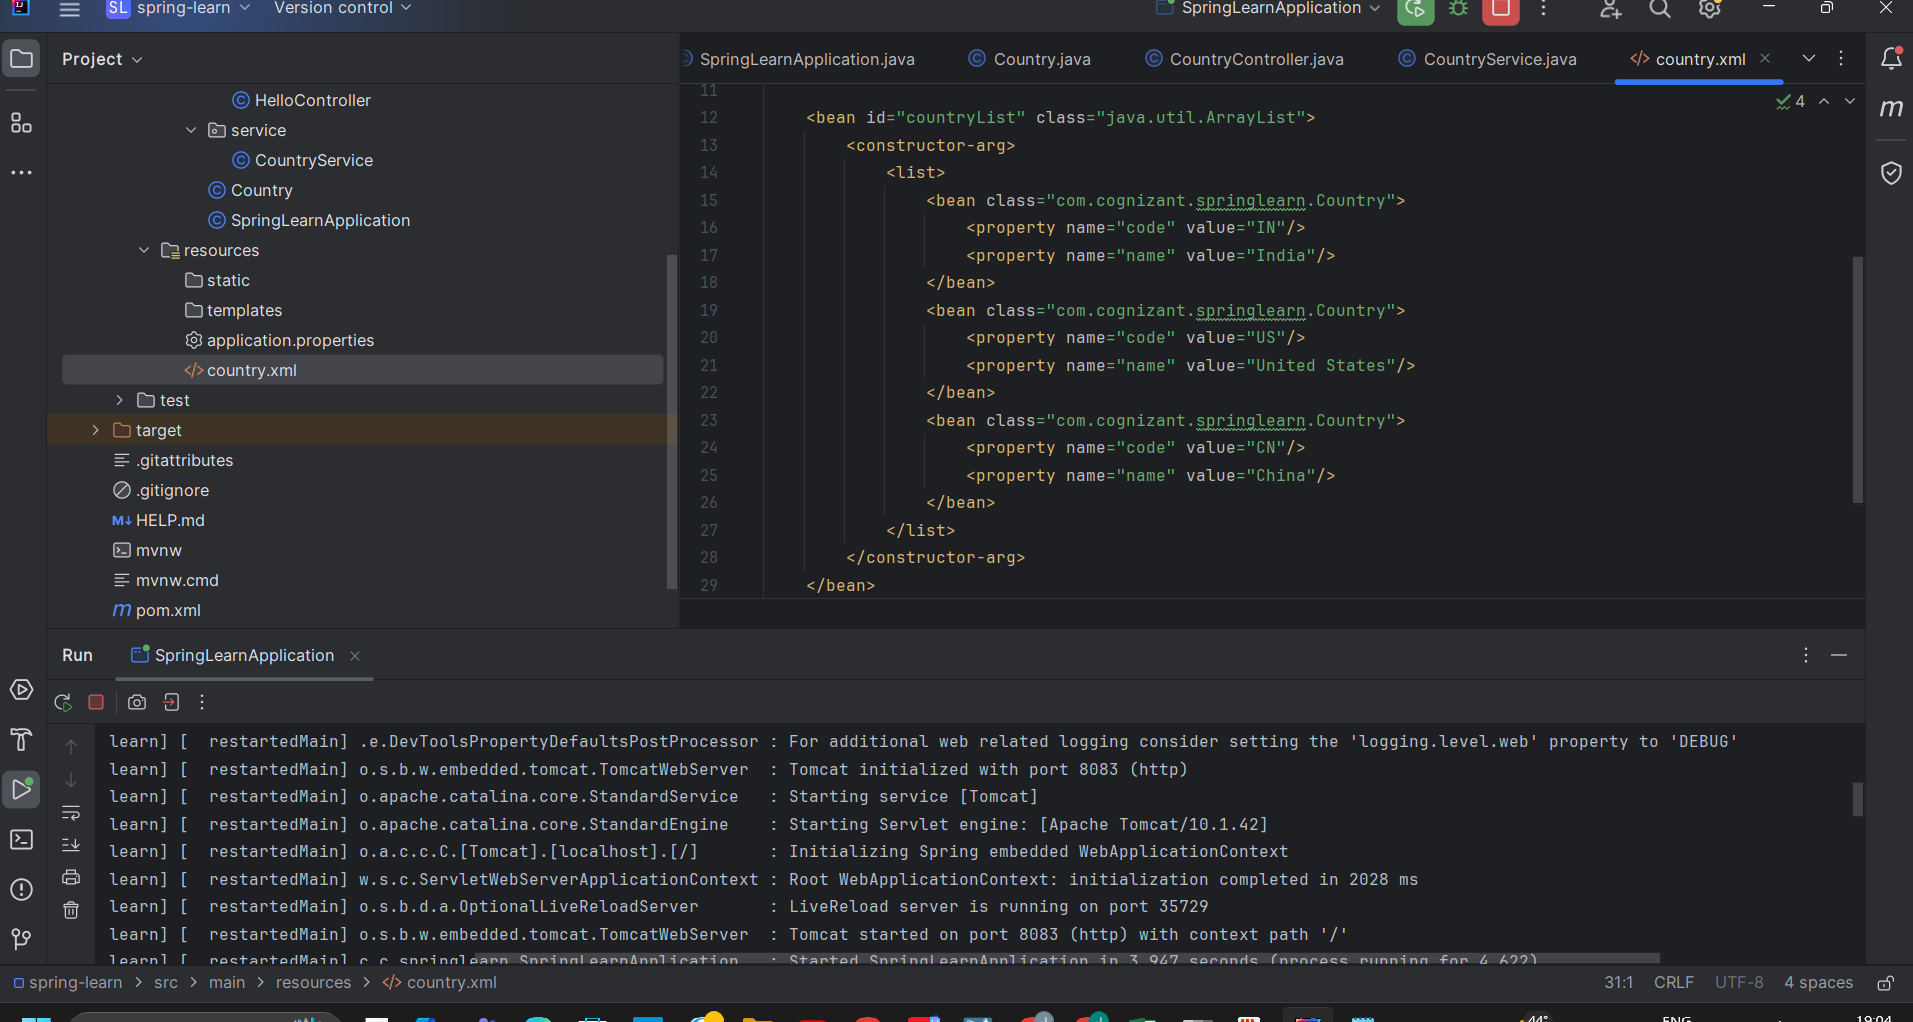 SL spring-learn Version control SpringLearnApplication
Project
SpringLearnApplication.java Country.java CountryController.java CountryService.java </> country.xml
HelloController
service
CountryService
Country
SpringLearnApplication
resources
static
templates
application.properties
</> country.xml
test
target
.gitattributes
.gitignore
M↓ HELP.md
mvnw
mvnw.cmd
m pom.xml
4
m
11
12 <bean id="countryList" class="java.util.ArrayList">
13 <constructor-arg>
14 <list>
15 <bean class="com.cognizant.springlearn.Country">
16 <property name="code" value="IN"/>
17 <property name="name" value="India"/>
18 </bean>
19 <bean class="com.cognizant.springlearn.Country">
20 <property name="code" value="US"/>
21 <property name="name" value="United States"/>
22 </bean>
23 <bean class="com.cognizant.springlearn.Country">
24 <property name="code" value="CN"/>
25 <property name="name" value="China"/>
26 </bean>
27 </list>
28 </constructor-arg>
29 </bean>
Run SpringLearnApplication
learn] [ restartedMain] .e.DevToolsPropertyDefaultsPostProcessor : For additional web related logging consider setting the 'logging.level.web' property to 'DEBUG'
learn] [ restartedMain] o.s.b.w.embedded.tomcat.TomcatWebServer : Tomcat initialized with port 8083 (http)
learn] [ restartedMain] o.apache.catalina.core.StandardService : Starting service [Tomcat]
learn] [ restartedMain] o.apache.catalina.core.StandardEngine : Starting Servlet engine: [Apache Tomcat/10.1.42]
learn] [ restartedMain] o.a.c.c.C.[Tomcat].[localhost].[/] : Initializing Spring embedded WebApplicationContext
learn] [ restartedMain] w.s.c.ServletWebServerApplicationContext : Root WebApplicationContext: initialization completed in 2028 ms
learn] [ restartedMain] o.s.b.d.a.OptionalLiveReloadServer : LiveReload server is running on port 35729
learn] [ restartedMain] o.s.b.w.embedded.tomcat.TomcatWebServer : Tomcat started on port 8083 (http) with context path '/'
learn] [ restartedMain] c.c.springlearn.SpringLearnApplication : Started SpringLearnApplication in 3.947 seconds (process running for 4.622)
spring-learn > src > main > resources > </> country.xml 31:1 CRLF UTF-8 4 spaces
44° ENG 19:04